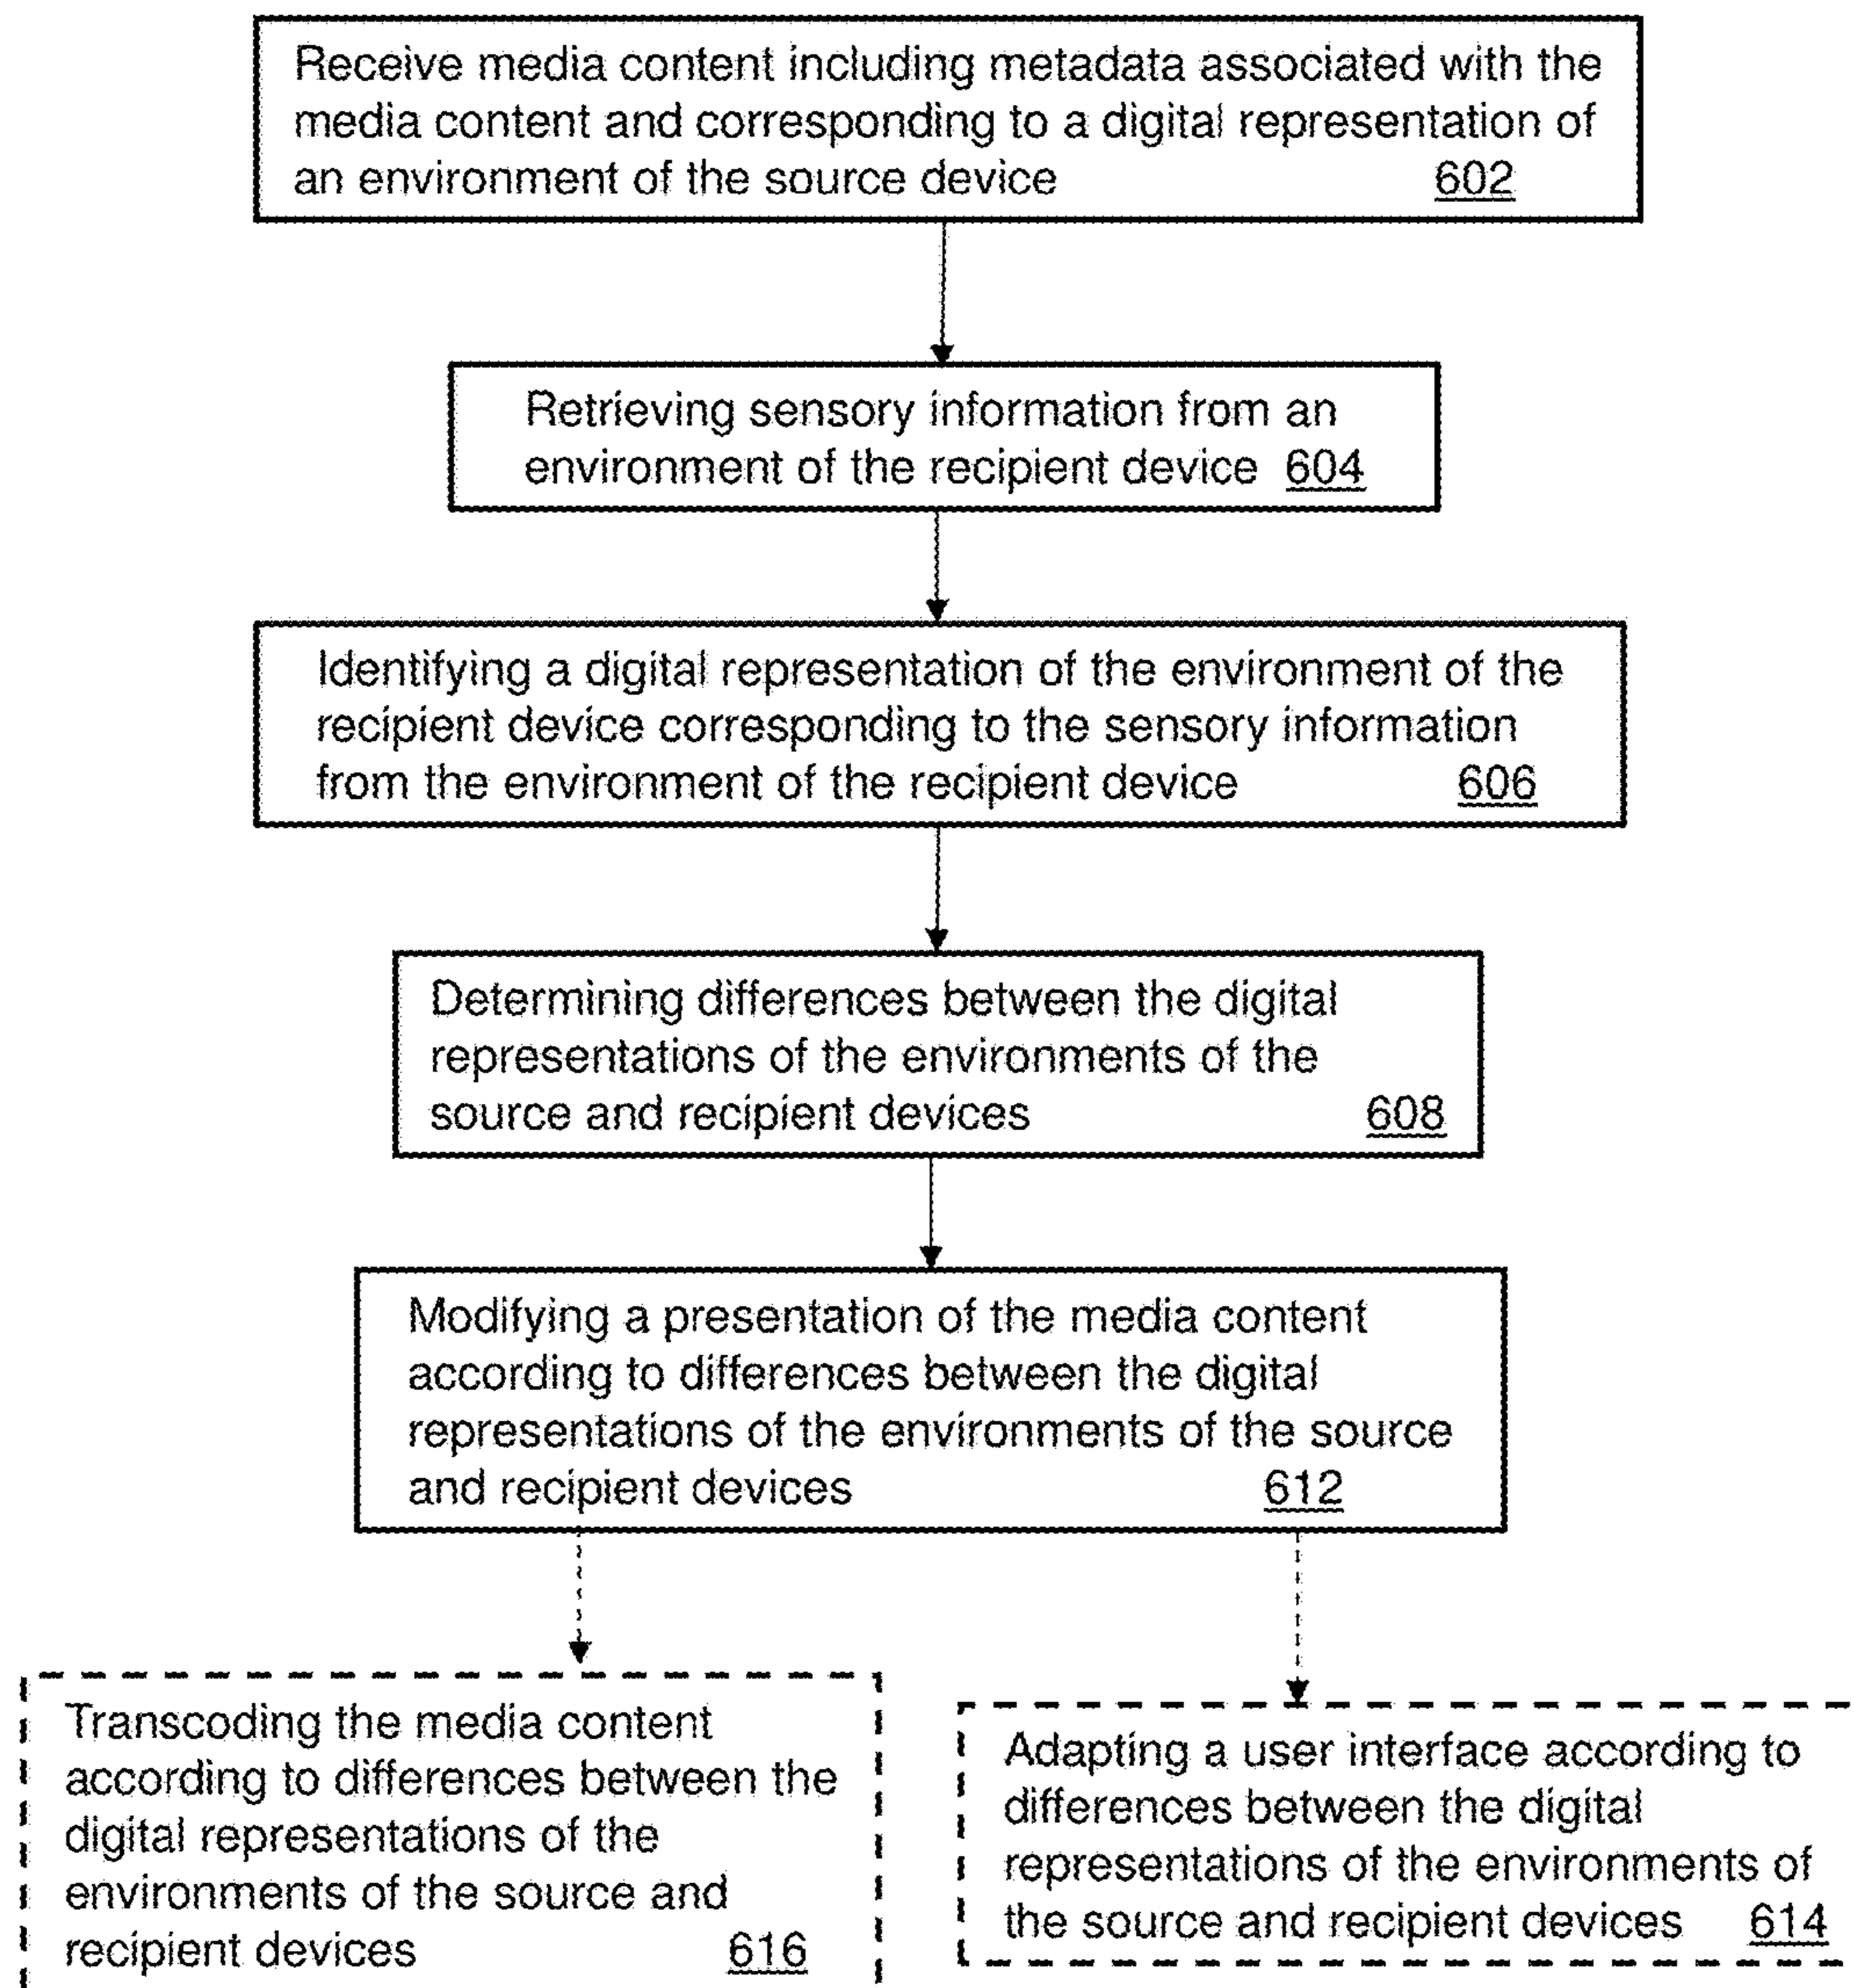 Receive media content including metadata associated with the
media content and corresponding to a digital representation of
an environment of the source device 602
Retrieving sensory information from an
environment of the recipient device 604
Identifying a digital representation of the environment of the
recipient device corresponding to the sensory information
from the environment of the recipient device 606
Determining differences between the digital
representations of the environments of the
source and recipient devices 608
Modifying a presentation of the media content
according to differences between the digital
representations of the environments of the source
and recipient devices 612
Transcoding the media content
according to differences between the
digital representations of the
environments of the source and
recipient devices 616
Adapting a user interface according to
differences between the digital
representations of the environments of
the source and recipient devices 614